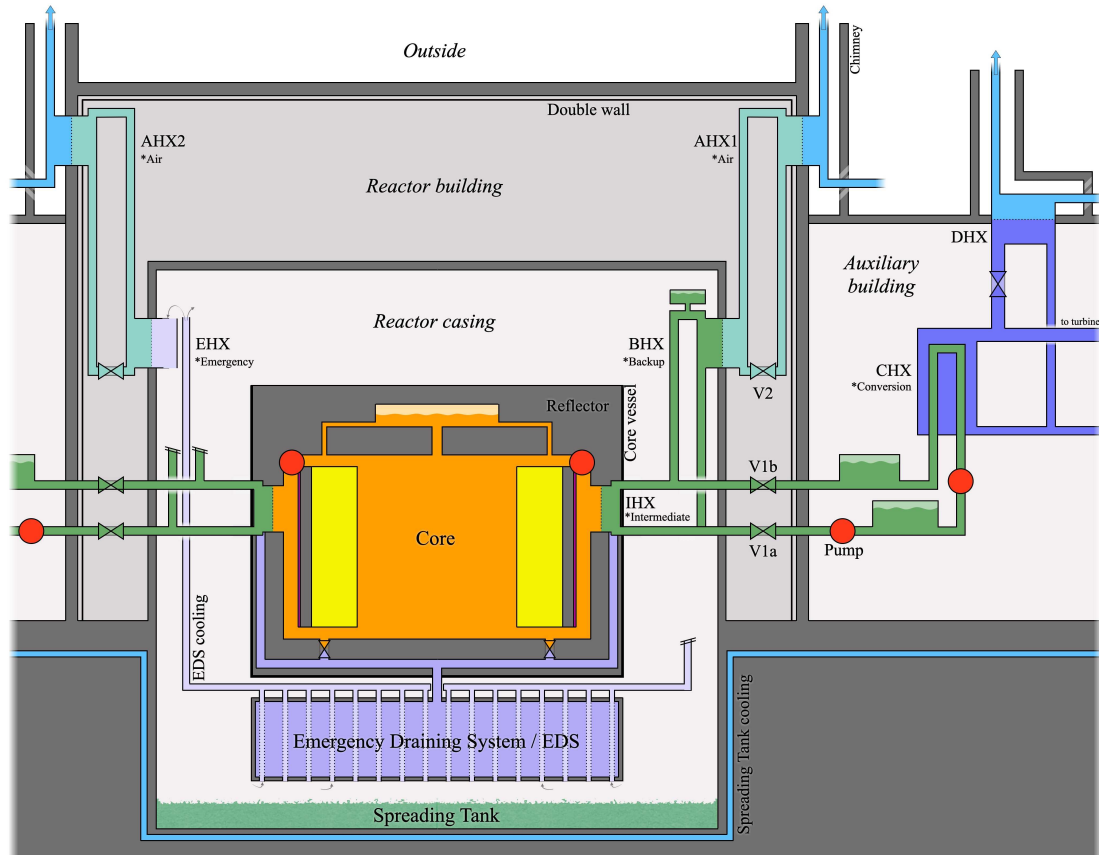 Outside
Chimney
Double wall
AHX2
*Air
AHX1
*Air
Reactor building
DHX
Auxiliary
building
Reactor casing
to turbine
EHX
*Emergency
BHX
*Backup
CHX
*Conversion
V2
Reflector
Core vessel
V1b
IHX
*Intermediate
Core
V1a
Pump
EDS cooling
Emergency Draining System / EDS
Spreading Tank cooling
Spreading Tank